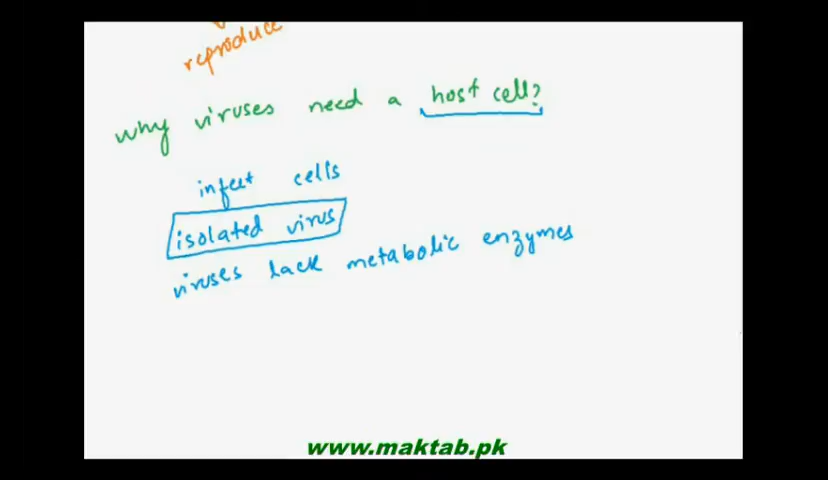 reproduce
why viruses need a host cell?
infect cells
isolated virus
viruses lack metabolic enzymes
www.maktab.pk